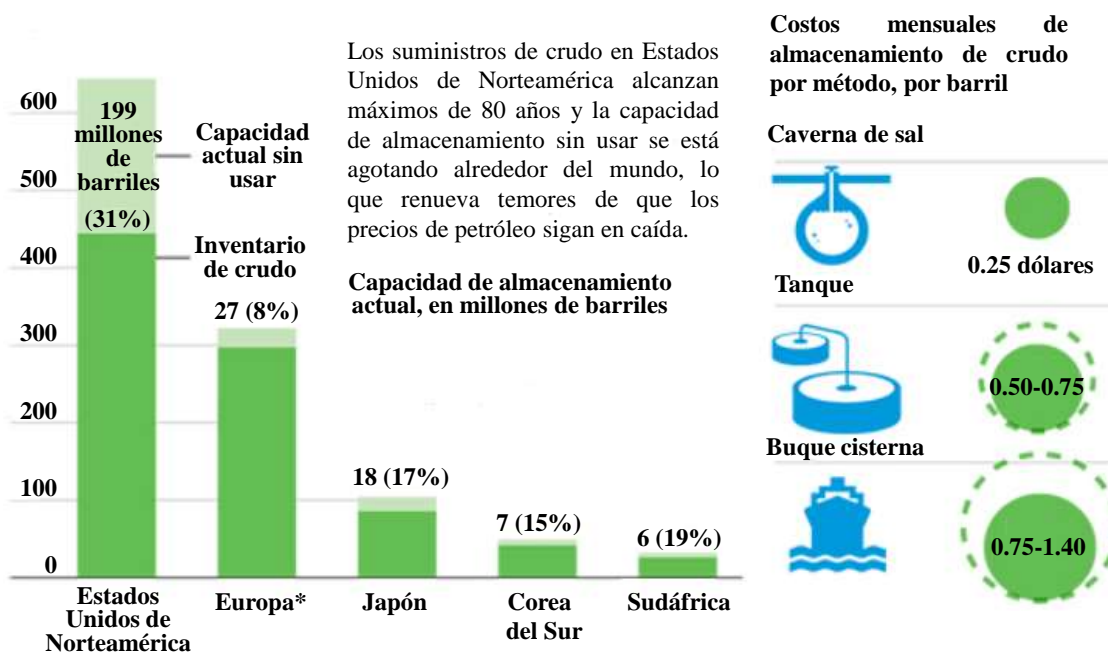 Los suministros de crudo en Estados
Unidos de Norteamérica alcanzan
máximos de 80 años y la capacidad
de almacenamiento sin usar se está
agotando alrededor del mundo, lo
que renueva temores de que los
precios de petróleo sigan en caída.
Capacidad de almacenamiento
actual, en millones de barriles
600
500
400
300
200
100
0
199
millones
de
barriles
(31%)
Capacidad
actual sin
usar
Inventario
de crudo
27 (8%)
18 (17%)
7 (15%)
6 (19%)
Estados
Unidos de
Norteamérica
Europa*
Japón
Corea
del Sur
Sudáfrica
Costos mensuales de
almacenamiento de crudo
por método, por barril
Caverna de sal
0.25 dólares
Tanque
0.50-0.75
Buque cisterna
0.75-1.40